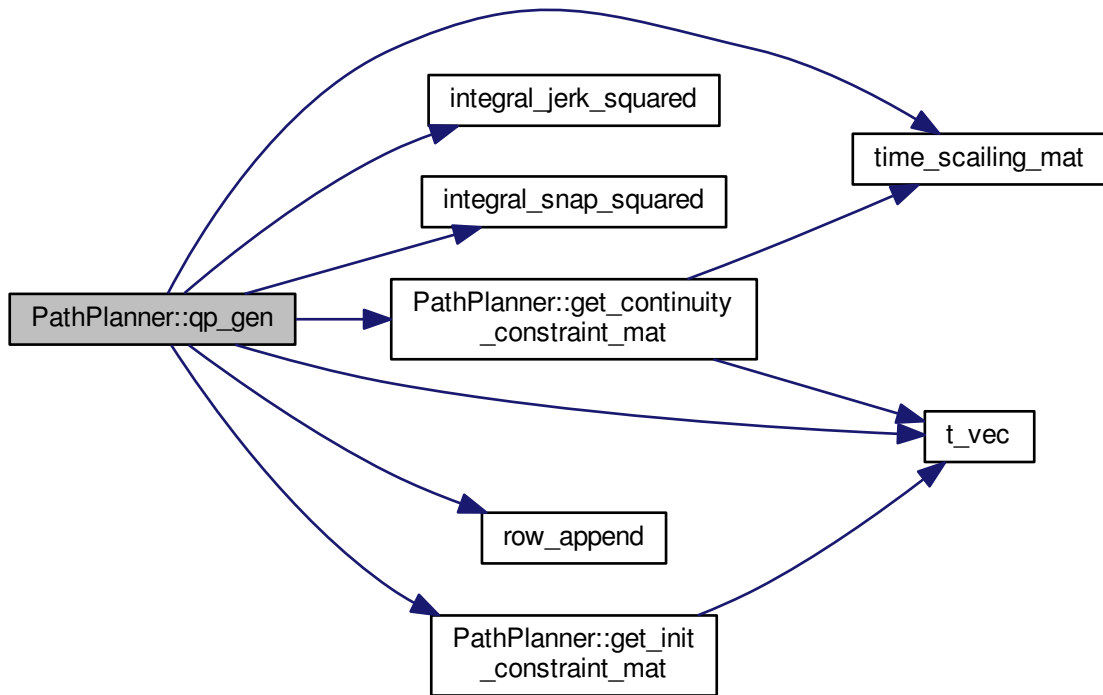 integral_jerk_squared
time_scailing_mat
integral_snap_squared
PathPlanner::qp_gen
PathPlanner::get_continuity
_constraint_mat
t_vec
row_append
PathPlanner::get_init
_constraint_mat